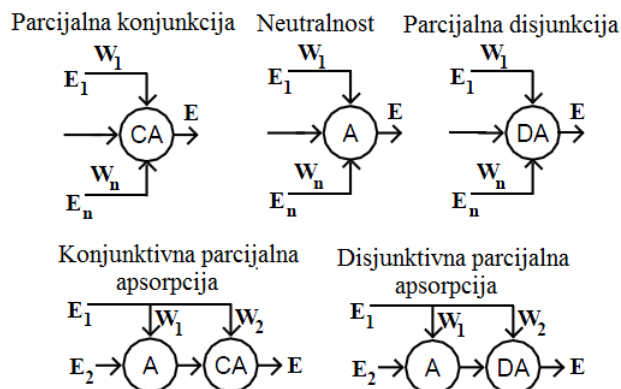 Parcijalna konjunkcija Neutralnost Parcijalna disjunkcija
W1 W1 W1
E1 E1 E1
E E E
CA A DA
Wn Wn Wn
En En En
Konjunktivna parcijalna
apsorpcija
Disjunktivna parcijalna
apsorpcija
E1 W1 W2
E2 A CA E
E1 W1 W2
E2 A DA E